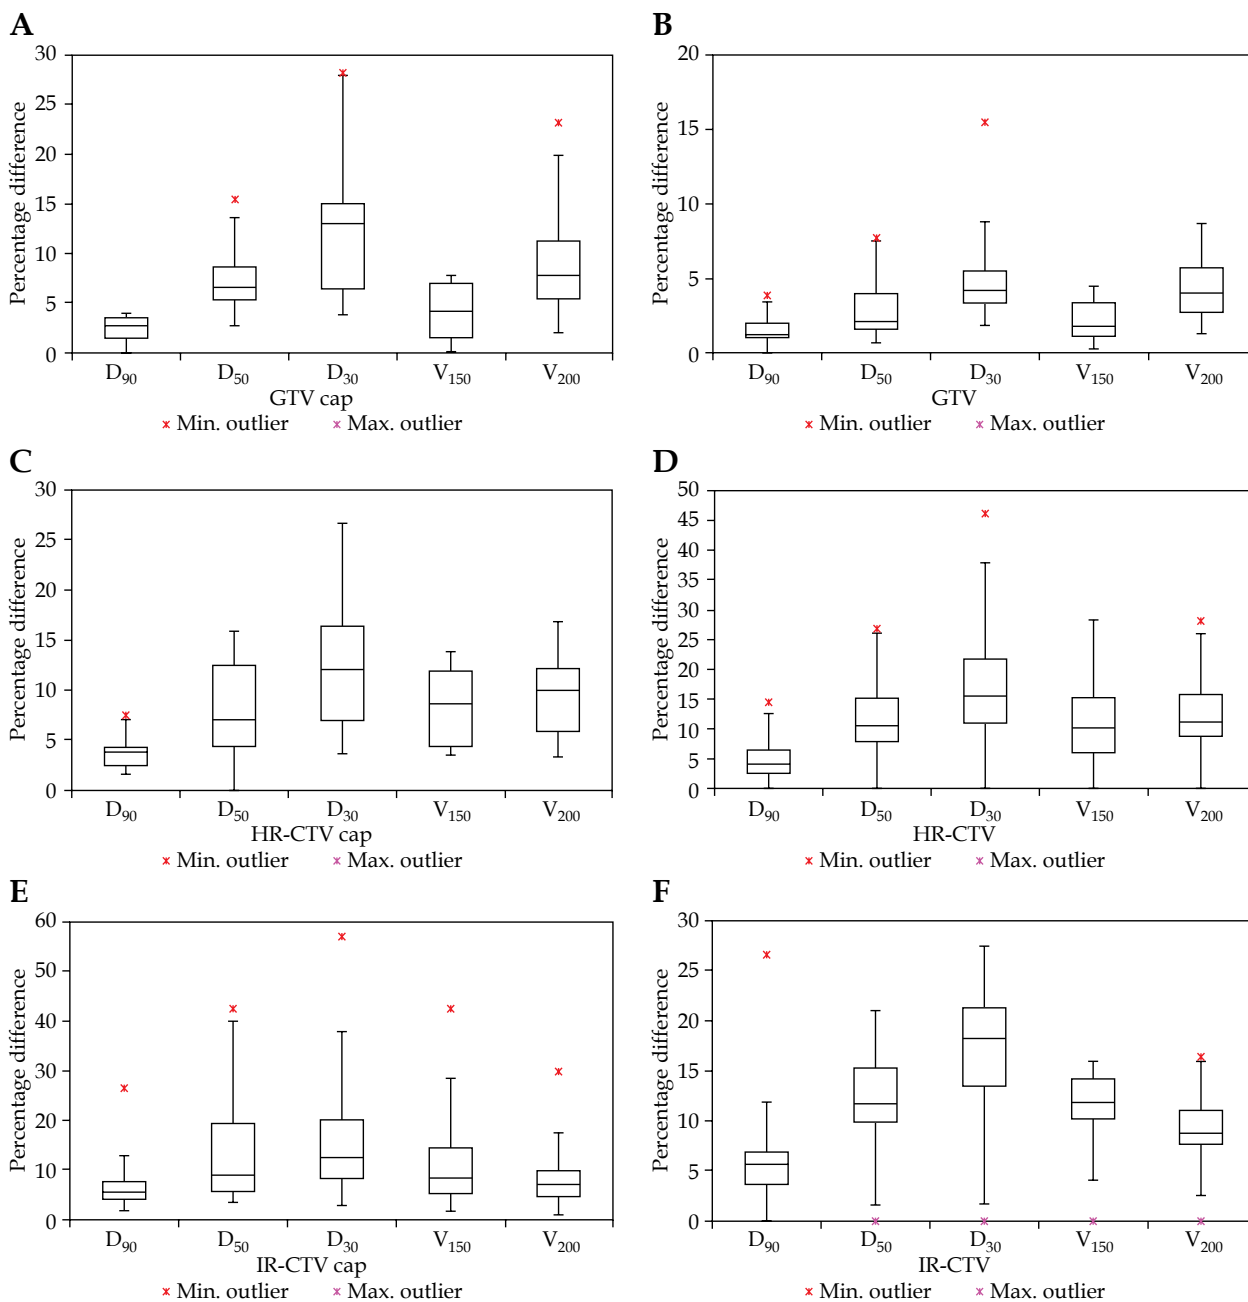 A
Percentage difference
30
25
20
15
10
5
0
D90 D50 D30 V150 V200
GTV cap
Min. outlier Max. outlier
B
Percentage difference
20
15
10
5
0
D90 D50 D30 V150 V200
GTV
Min. outlier Max. outlier
C
Percentage difference
30
25
20
15
10
5
0
D90 D50 D30 V150 V200
HR-CTV cap
Min. outlier Max. outlier
D
Percentage difference
50
45
40
35
30
25
20
15
10
5
0
D90 D50 D30 V150 V200
HR-CTV
Min. outlier Max. outlier
E
Percentage difference
60
50
40
30
20
10
0
D90 D50 D30 V150 V200
IR-CTV cap
Min. outlier Max. outlier
F
Percentage difference
30
25
20
15
10
5
0
D90 D50 D30 V150 V200
IR-CTV
Min. outlier Max. outlier